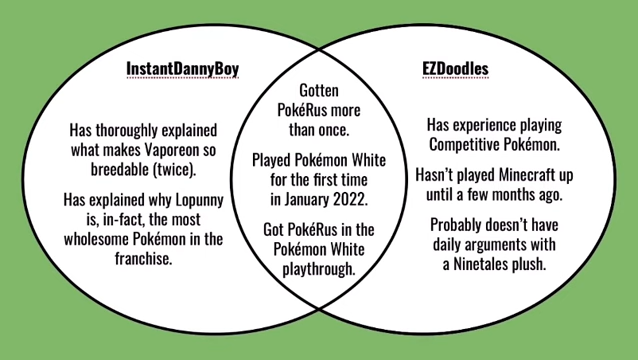 InstantDannyBoy
Has thoroughly explained
what makes Vaporeon so
breedable (twice).
Has explained why Lopunny
is, in-fact, the most
wholesome Pokémon in the
franchise.
Gotten
PokéRus more
than once.
Played Pokémon White
for the first time
in January 2022.
Got PokéRus in the
Pokémon White
playthrough.
EZDoodles
Has experience playing
Competitive Pokémon.
Hasn't played Minecraft up
until a few months ago.
Probably doesn't have
daily arguments with
a Ninetales plush.